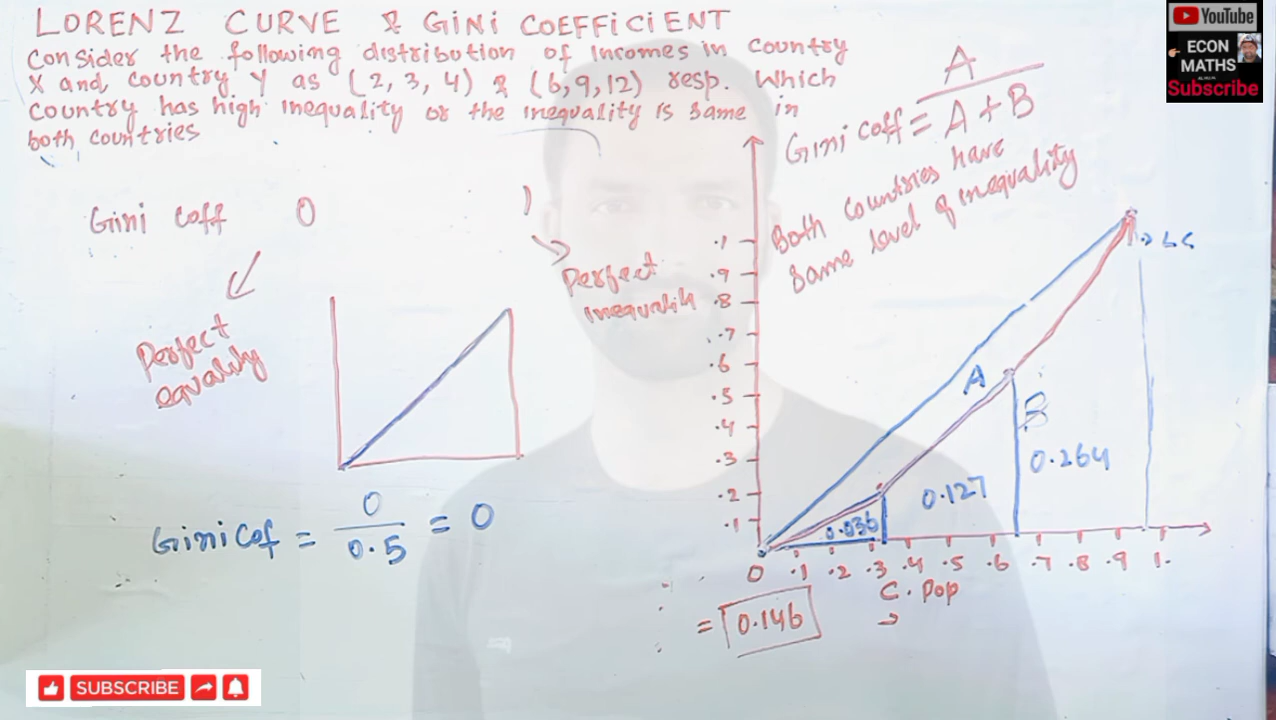 LORENZ CURVE & GINI COEFFICIENT
Consider the following distribution of Incomes in country
X and country Y as (2, 3, 4) & (6, 9, 12) resp. Which
country has high inequality or the inequality is same in
both countries
YouTube
ECON
MATHS
Subscribe
Gini coff = A / A + B
Both countries have
same level of inequality
Gini coff 0 1
Perfect
equality
Perfect
inequalit
Gini Cof = 0 / 0.5 = 0
.1
.9
.8
.7
.6
.5
.4
.3
.2
.1
A
B
0.036
0.127
0.264
0 .1 .2 .3 .4 .5 .6 .7 .8 .9 1.
C. Pop
= 0.146
SUBSCRIBE